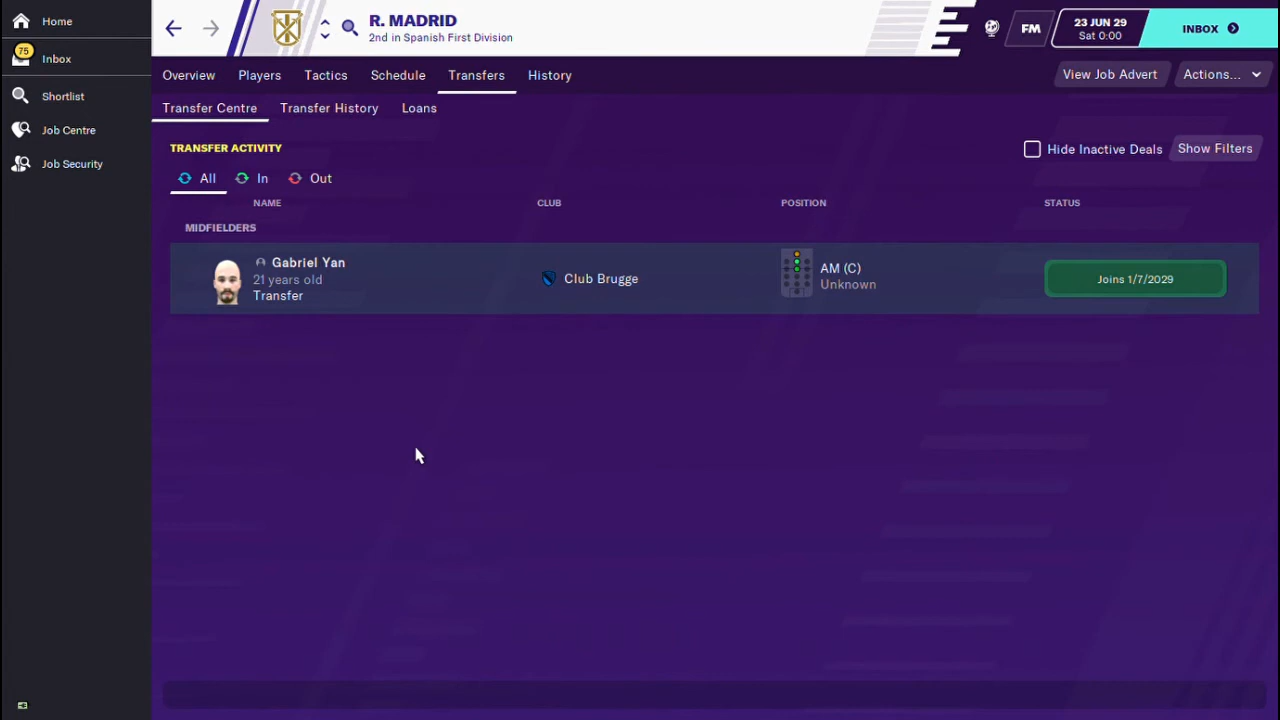 Home
75
Inbox
Shortlist
Job Centre
Job Security
R. MADRID
2nd in Spanish First Division
FM
23 JUN 29
Sat 0:00
INBOX
Overview Players Tactics Schedule Transfers History
View Job Advert Actions...
Transfer Centre Transfer History Loans
TRANSFER ACTIVITY
Hide Inactive Deals Show Filters
All In Out
NAME CLUB POSITION STATUS
MIDFIELDERS
Gabriel Yan
21 years old
Transfer
Club Brugge
AM (C)
Unknown
Joins 1/7/2029